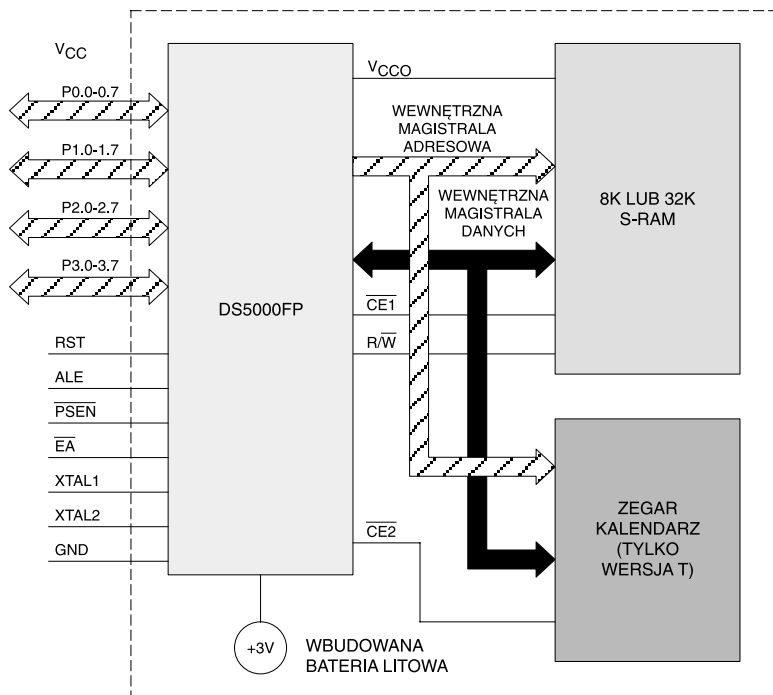 VCC
P0.0-0.7
P1.0-1.7
P2.0-2.7
P3.0-3.7
RST
ALE
PSEN
EA
XTAL1
XTAL2
GND
DS5000FP
VCCO
WEWNĘTRZNA
MAGISTRALA
ADRESOWA
WEWNĘTRZNA
MAGISTRALA
DANYCH
CE1
R/W
CE2
8K LUB 32K
S-RAM
ZEGAR
KALENDARZ
(TYLKO
WERSJA T)
+3V
WBUDOWANA
BATERIA LITOWA